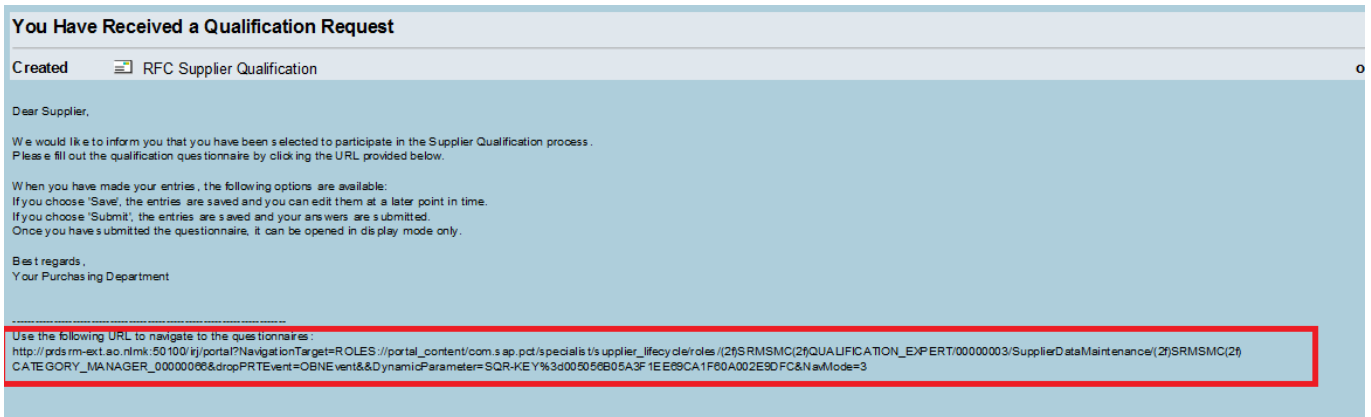 You Have Received a Qualification Request
Created RFC Supplier Qualification o
Dear Supplier,
We would like to inform you that you have been selected to participate in the Supplier Qualification process.
Please fill out the qualification questionnaire by clicking the URL provided below.
When you have made your entries, the following options are available:
If you choose 'Save', the entries are saved and you can edit them at a later point in time.
If you choose 'Submit', the entries are saved and your answers are submitted.
Once you have submitted the questionnaire, it can be opened in display mode only.
Best regards,
Your Purchasing Department
------------------------------------------------------------------------
Use the following URL to navigate to the questionnaires:
http://prdsrm-ext.ao.nlmk:50100/irj/portal?NavigationTarget=ROLES://portal_content/com.sap.pct/specialist/supplier_lifecycle/roles/(2f)SRMSMC(2f)QUALIFICATION_EXPERT/00000003/SupplierDataMaintenance/(2f)SRMSMC(2f)
CATEGORY_MANAGER_00000066&dropPRTEvent=OBNEvent&&DynamicParameter=SQR-KEY%3d005056B05A3F1EE69CA1F60A002E9DFC&NavMode=3